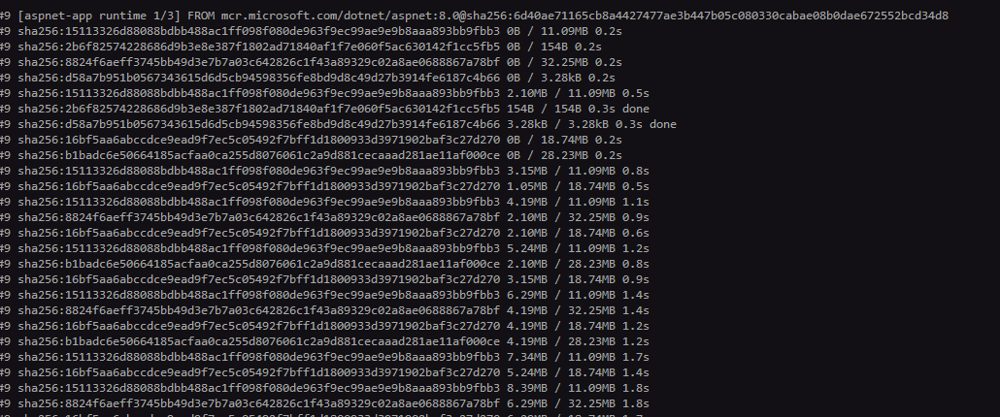 #9 [aspnet-app runtime 1/3] FROM mcr.microsoft.com/dotnet/aspnet:8.0@sha256:6d40ae71165cb8a4427477ae3b447b05c080330cabae08b0dae672552bcd34d8
#9 sha256:15113326d88088bdbb488ac1ff098f080de963f9ec99ae9e9b8aaa893bb9fbb3 0B / 11.09MB 0.2s
#9 sha256:2b6f82574228686d9b3e8e387f1802ad71840af1f7e060f5ac630142f1cc5fb5 0B / 154B 0.2s
#9 sha256:8824f6aeff3745bb49d3e7b7a03c642826c1f43a89329c02a8ae0688867a78bf 0B / 32.25MB 0.2s
#9 sha256:d58a7b951b0567343615d6d5cb94598356fe8bd9d8c49d27b3914fe6187c4b66 0B / 3.28kB 0.2s
#9 sha256:15113326d88088bdbb488ac1ff098f080de963f9ec99ae9e9b8aaa893bb9fbb3 2.10MB / 11.09MB 0.5s
#9 sha256:2b6f82574228686d9b3e8e387f1802ad71840af1f7e060f5ac630142f1cc5fb5 154B / 154B 0.3s done
#9 sha256:d58a7b951b0567343615d6d5cb94598356fe8bd9d8c49d27b3914fe6187c4b66 3.28kB / 3.28kB 0.3s done
#9 sha256:16bf5aa6abccdce9ead9f7ec5c05492f7bff1d1800933d3971902baf3c27d270 0B / 18.74MB 0.2s
#9 sha256:b1badc6e50664185acfaa0ca255d8076061c2a9d881cecaaad281ae11af000ce 0B / 28.23MB 0.2s
#9 sha256:15113326d88088bdbb488ac1ff098f080de963f9ec99ae9e9b8aaa893bb9fbb3 3.15MB / 11.09MB 0.8s
#9 sha256:16bf5aa6abccdce9ead9f7ec5c05492f7bff1d1800933d3971902baf3c27d270 1.05MB / 18.74MB 0.5s
#9 sha256:15113326d88088bdbb488ac1ff098f080de963f9ec99ae9e9b8aaa893bb9fbb3 4.19MB / 11.09MB 1.1s
#9 sha256:8824f6aeff3745bb49d3e7b7a03c642826c1f43a89329c02a8ae0688867a78bf 2.10MB / 32.25MB 0.9s
#9 sha256:16bf5aa6abccdce9ead9f7ec5c05492f7bff1d1800933d3971902baf3c27d270 2.10MB / 18.74MB 0.6s
#9 sha256:15113326d88088bdbb488ac1ff098f080de963f9ec99ae9e9b8aaa893bb9fbb3 5.24MB / 11.09MB 1.2s
#9 sha256:b1badc6e50664185acfaa0ca255d8076061c2a9d881cecaaad281ae11af000ce 2.10MB / 28.23MB 0.8s
#9 sha256:16bf5aa6abccdce9ead9f7ec5c05492f7bff1d1800933d3971902baf3c27d270 3.15MB / 18.74MB 0.9s
#9 sha256:15113326d88088bdbb488ac1ff098f080de963f9ec99ae9e9b8aaa893bb9fbb3 6.29MB / 11.09MB 1.4s
#9 sha256:8824f6aeff3745bb49d3e7b7a03c642826c1f43a89329c02a8ae0688867a78bf 4.19MB / 32.25MB 1.4s
#9 sha256:16bf5aa6abccdce9ead9f7ec5c05492f7bff1d1800933d3971902baf3c27d270 4.19MB / 18.74MB 1.2s
#9 sha256:b1badc6e50664185acfaa0ca255d8076061c2a9d881cecaaad281ae11af000ce 4.19MB / 28.23MB 1.2s
#9 sha256:15113326d88088bdbb488ac1ff098f080de963f9ec99ae9e9b8aaa893bb9fbb3 7.34MB / 11.09MB 1.7s
#9 sha256:16bf5aa6abccdce9ead9f7ec5c05492f7bff1d1800933d3971902baf3c27d270 5.24MB / 18.74MB 1.4s
#9 sha256:15113326d88088bdbb488ac1ff098f080de963f9ec99ae9e9b8aaa893bb9fbb3 8.39MB / 11.09MB 1.8s
#9 sha256:8824f6aeff3745bb49d3e7b7a03c642826c1f43a89329c02a8ae0688867a78bf 6.29MB / 32.25MB 1.8s